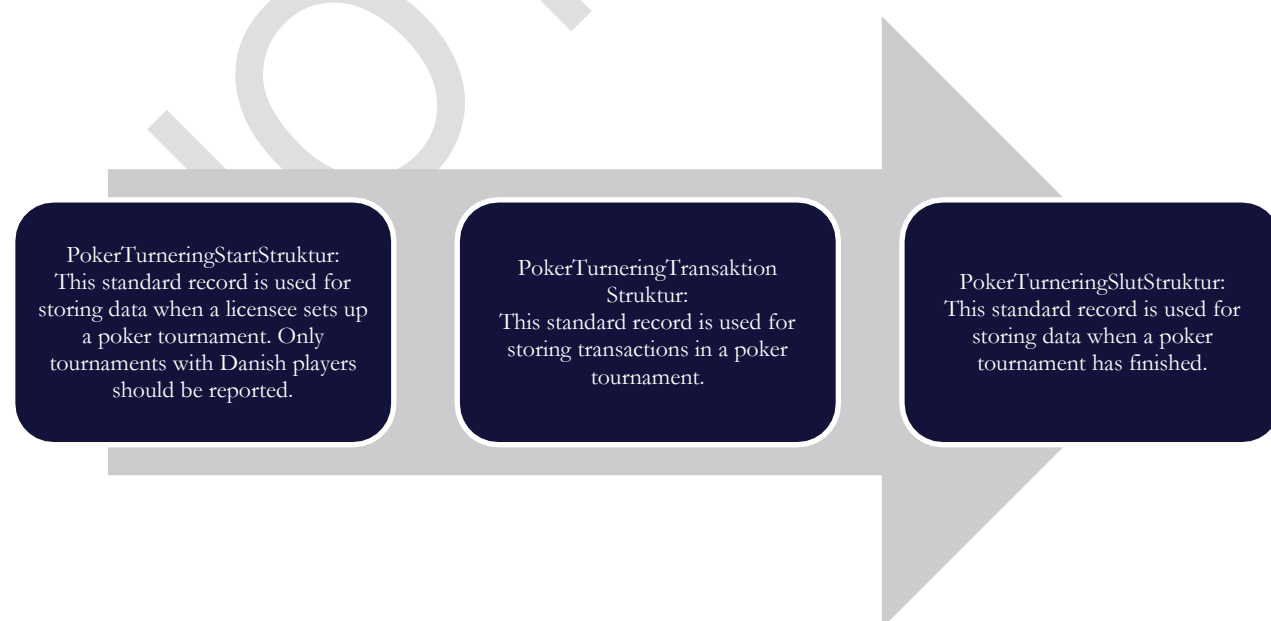 PokerTurneringStartStruktur:
This standard record is used for
storing data when a licensee sets up
a poker tournament. Only
tournaments with Danish players
should be reported.
PokerTurneringTransaktion
Struktur:
This standard record is used for
storing transactions in a poker
tournament.
PokerTurneringSlutStruktur:
This standard record is used for
storing data when a poker
tournament has finished.